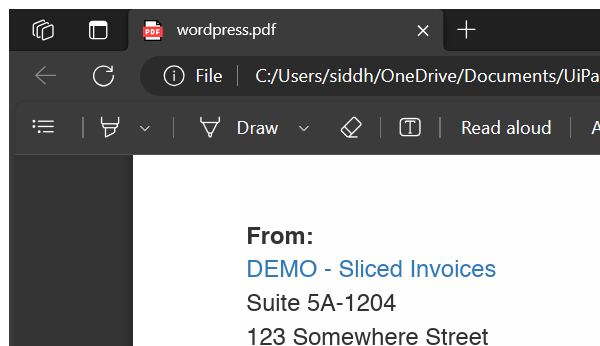 wordpress.pdf
File C:/Users/siddh/OneDrive/Documents/UiPa
Draw Read aloud
From:
DEMO - Sliced Invoices
Suite 5A-1204
123 Somewhere Street